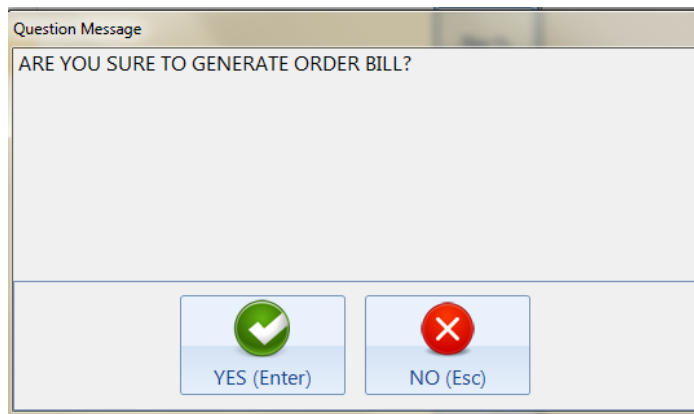 Question Message
ARE YOU SURE TO GENERATE ORDER BILL?
YES (Enter)
NO (Esc)